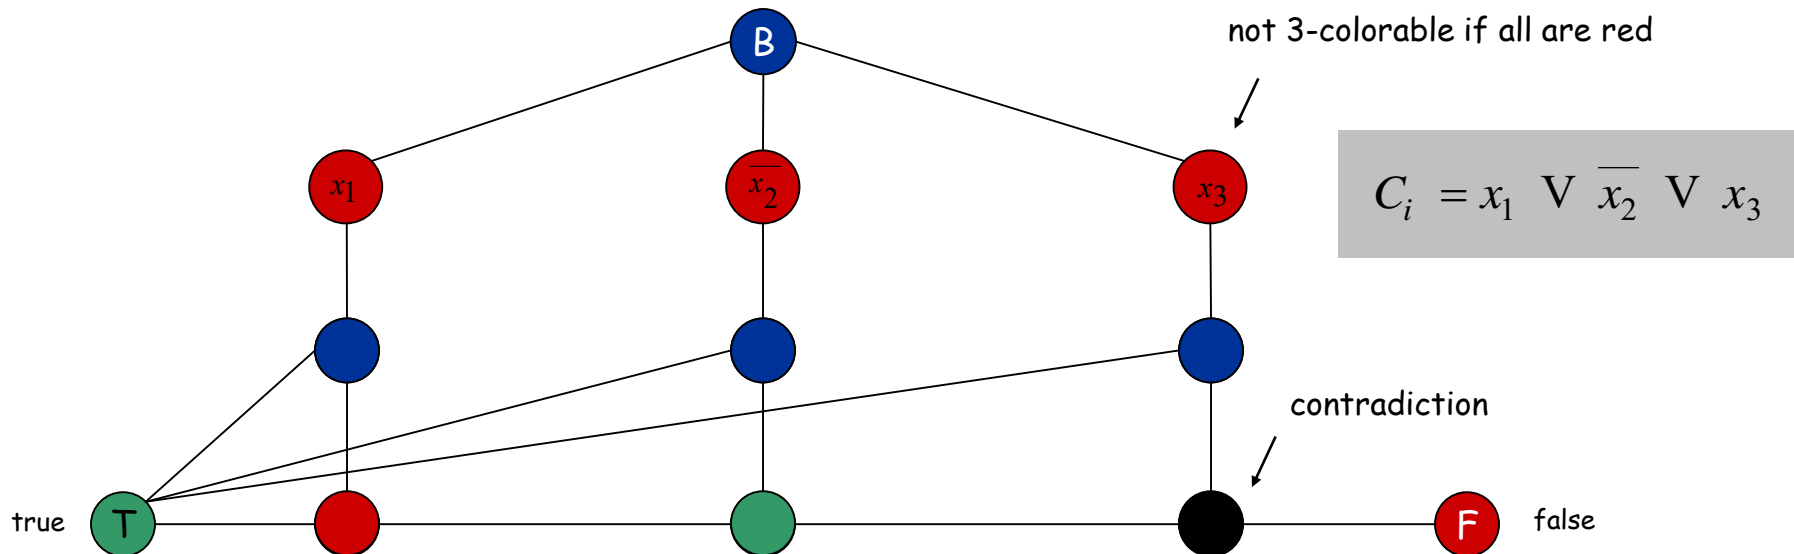 not 3-colorable if all are red
B
x₁
x̅₂
x₃
Cᵢ = x₁ V x̅₂ V x₃
contradiction
true
T
F
false